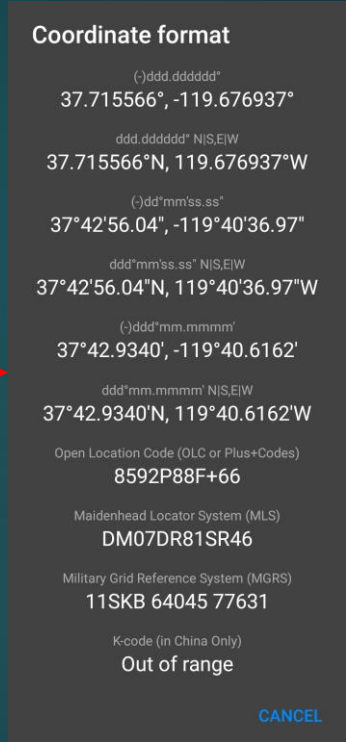 Coordinate format
(-)ddd.dddddd°
37.715566°, -119.676937°
ddd.dddddd° N|S,E|W
37.715566°N, 119.676937°W
(-)dd°mm'ss.ss"
37°42'56.04", -119°40'36.97"
ddd°mm'ss.ss" N|S,E|W
37°42'56.04"N, 119°40'36.97"W
(-)ddd°mm.mmmm'
37°42.9340', -119°40.6162'
ddd°mm.mmmm' N|S,E|W
37°42.9340'N, 119°40.6162'W
Open Location Code (OLC or Plus+Codes)
8592P88F+66
Maidenhead Locator System (MLS)
DM07DR81SR46
Military Grid Reference System (MGRS)
11SKB 64045 77631
K-code (in China Only)
Out of range
CANCEL